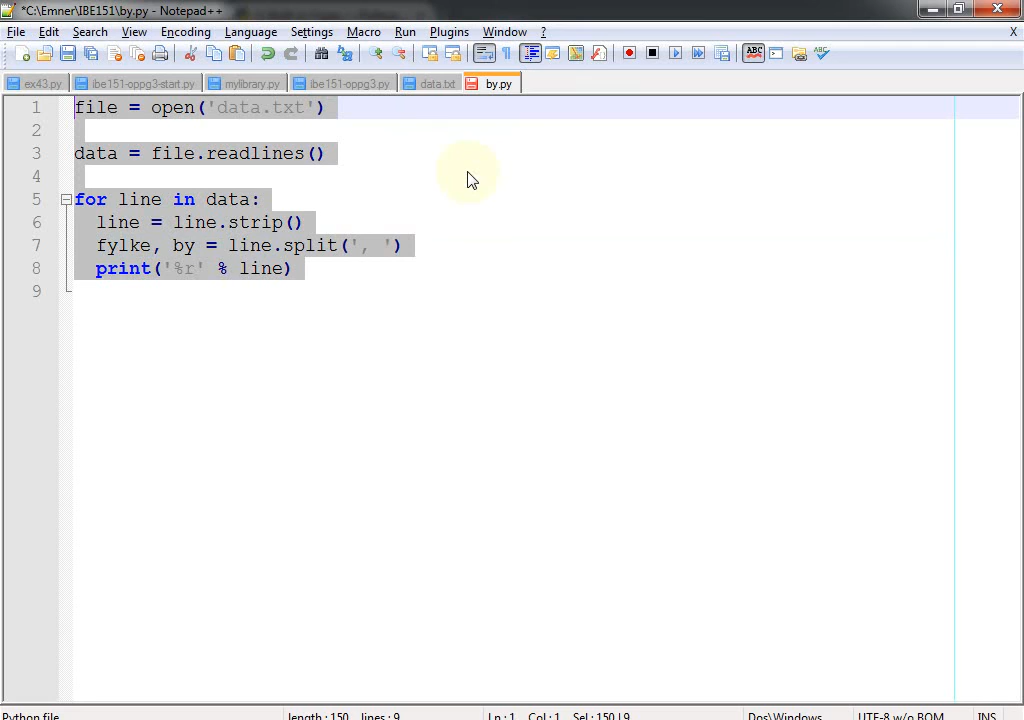 *C:\Emner\IBE151\by.py - Notepad++
File Edit Search View Encoding Language Settings Macro Run Plugins Window ? X
ex43.py ibe151-oppg3-start.py mylibrary.py ibe151-oppg3.py data.txt by.py
1 file = open('data.txt')
2
3 data = file.readlines()
4
5 for line in data:
6 line = line.strip()
7 fylke, by = line.split(', ')
8 print('%r' % line)
9
Python file length : 150 lines : 9 Ln : 1 Col : 1 Sel : 150 | 9 Dos\Windows UTF-8 w/o BOM INS